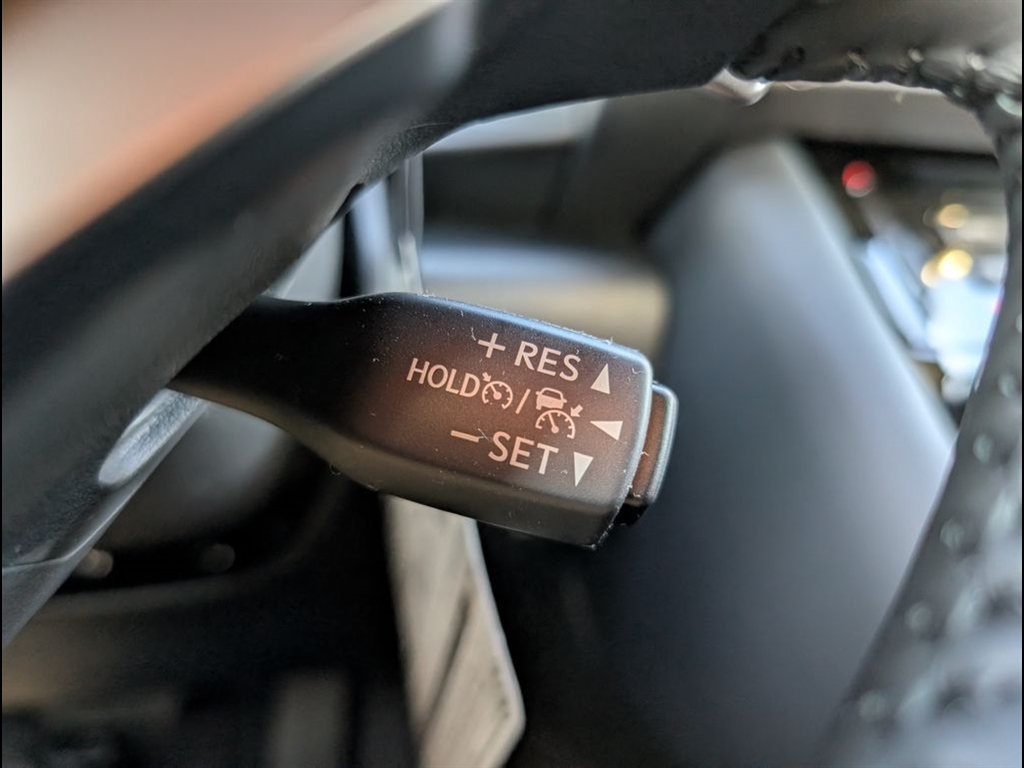 + RES ▲
HOLD / ◀
− SET ▼